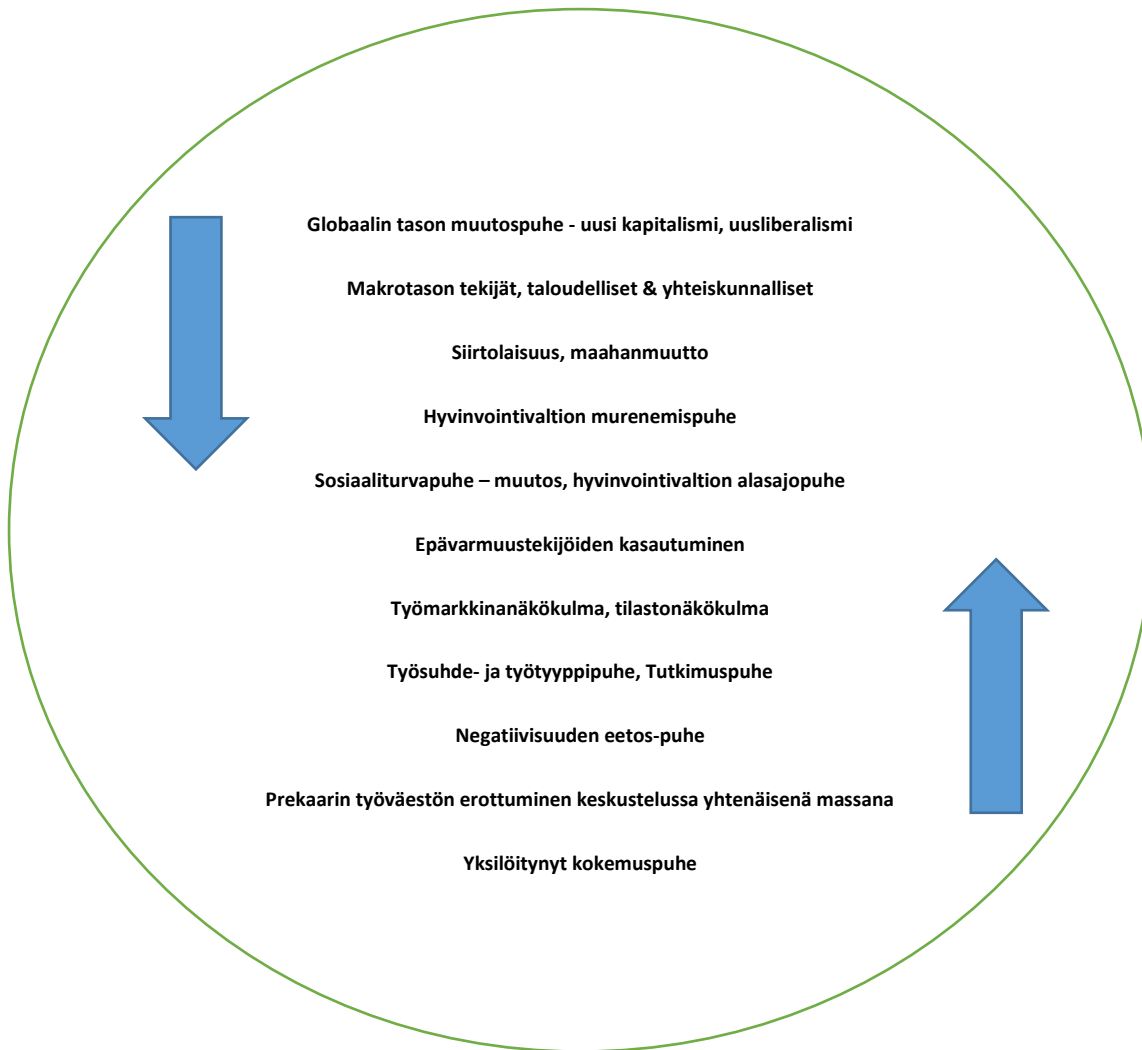 Globaalin tason muutospuhe - uusi kapitalismi, uusliberalismi
Makrotason tekijät, taloudelliset & yhteiskunnalliset
Siirtolaisuus, maahanmuutto
Hyvinvointivaltion murenemispuhe
Sosiaaliturvapuhe – muutos, hyvinvointivaltion alasajopuhe
Epävarmuustekijöiden kasautuminen
Työmarkkinanäkökulma, tilastonäkökulma
Työsuhde- ja työtyyppipuhe, Tutkimuspuhe
Negatiivisuuden eetos-puhe
Prekaarin työväestön erottuminen keskustelussa yhtenäisenä massana
Yksilöitynyt kokemuspuhe